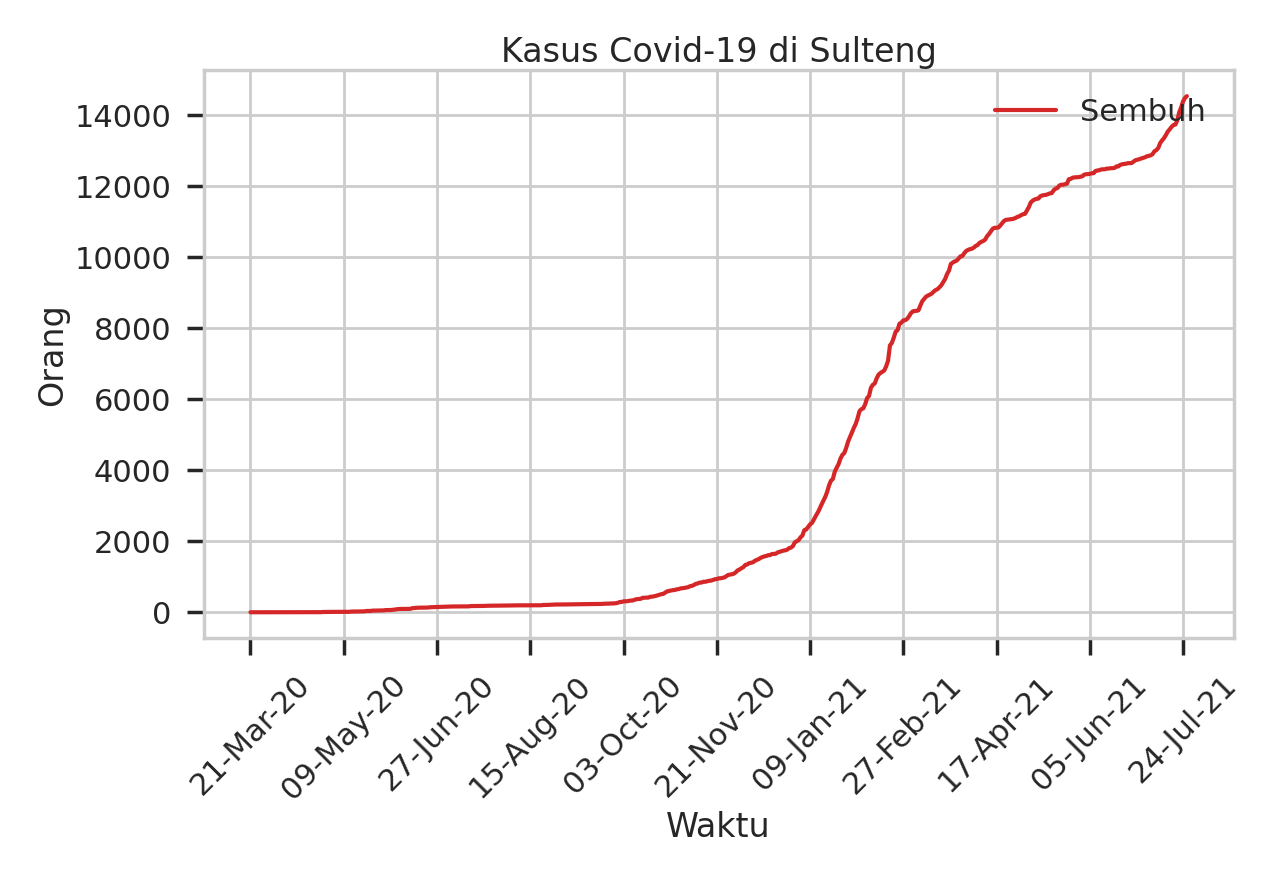 Kasus Covid-19 di Sulteng
Sembuh
14000
12000
10000
8000
6000
4000
2000
0
Orang
21-Mar-20
09-May-20
27-Jun-20
15-Aug-20
03-Oct-20
21-Nov-20
09-Jan-21
27-Feb-21
17-Apr-21
05-Jun-21
24-Jul-21
Waktu